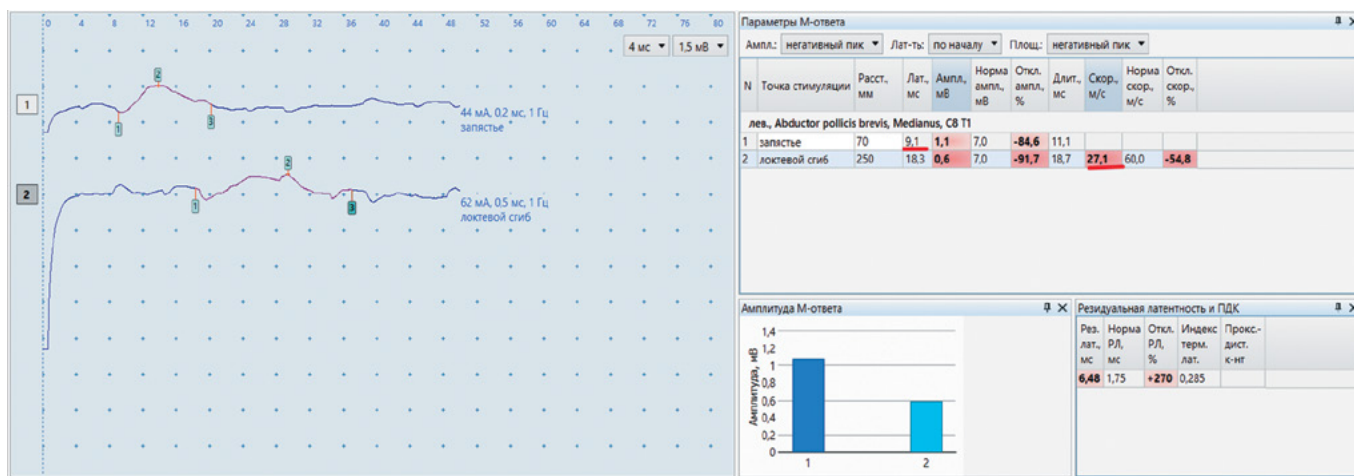 0 4 8 12 16 20 24 28 32 36 40 44 48 52 56 60 64 68 72 76 80
4 мс 1,5 мВ
1
2
1
3
44 мА, 0.2 мс, 1 Гц
запястье
2
2
1
3
62 мА, 0.5 мс, 1 Гц
локтевой сгиб
Параметры М-ответа
Ампл.: негативный пик Лат-ть: по началу Площ.: негативный пик
N Точка стимуляции Расст., мм Лат., мс Ампл., мВ Норма ампл., мВ Откл. ампл., % Длит., мс Скор., м/с Норма скор., м/с Откл. скор., %
лев., Abductor pollicis brevis, Medianus, C8 T1
1 запястье 70 9,1 1,1 7,0 -84,6 11,1
2 локтевой сгиб 250 18,3 0,6 7,0 -91,7 18,7 27,1 60,0 -54,8
Амплитуда М-ответа
Амплитуда, мВ
1,4
1,2
1
0,8
0,6
0,4
0,2
0
1 2
Резидуальная латентность и ПДК
Рез. лат., мс Норма РЛ, мс Откл. РЛ, % Индекс терм. лат. Прокс.-дист. к-нт
6,48 1,75 +270 0,285